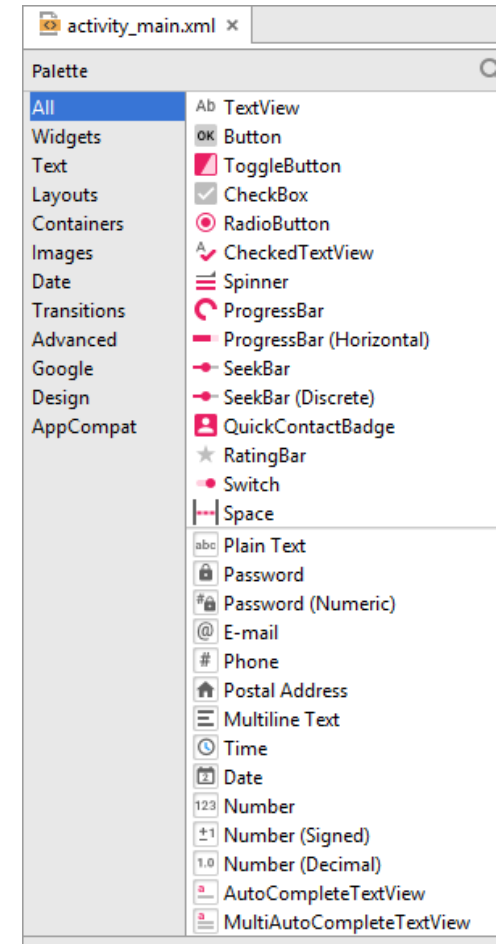 activity_main.xml
Palette
All
Widgets
Text
Layouts
Containers
Images
Date
Transitions
Advanced
Google
Design
AppCompat
Ab TextView
OK Button
ToggleButton
CheckBox
RadioButton
A CheckedTextView
Spinner
ProgressBar
ProgressBar (Horizontal)
SeekBar
SeekBar (Discrete)
QuickContactBadge
RatingBar
Switch
Space
abc Plain Text
Password
# Password (Numeric)
@ E-mail
# Phone
Postal Address
Multiline Text
Time
2 Date
123 Number
±1 Number (Signed)
1.0 Number (Decimal)
a AutoCompleteTextView
a MultiAutoCompleteTextView